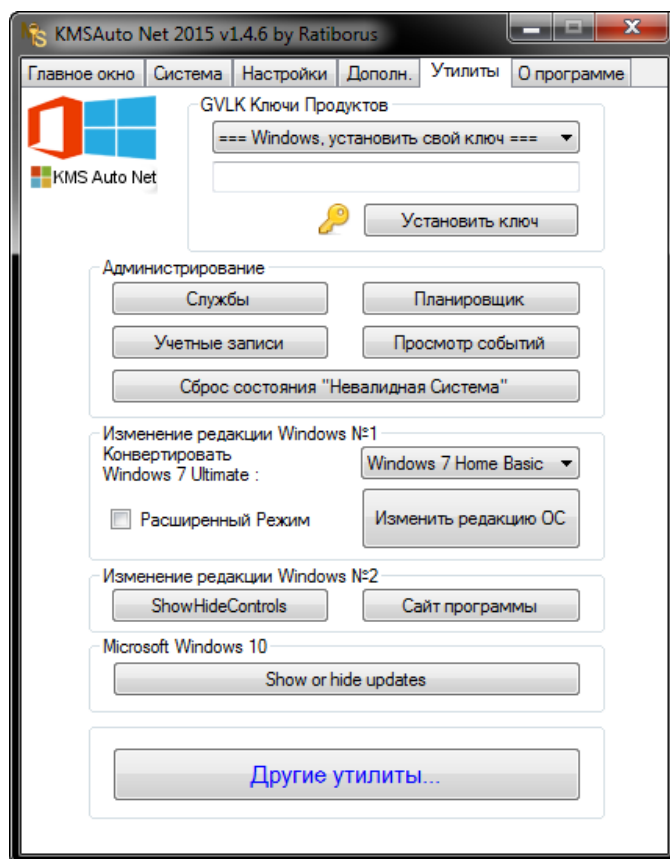 KMSAuto Net 2015 v1.4.6 by Ratiborus
Главное окно Система Настройки Дополн. Утилиты О программе
KMS Auto Net
GVLK Ключи Продуктов
=== Windows, установить свой ключ ===
Установить ключ
Администрирование
Службы Планировщик
Учетные записи Просмотр событий
Сброс состояния "Невалидная Система"
Изменение редакции Windows №1
Конвертировать
Windows 7 Ultimate :
Windows 7 Home Basic
Расширенный Режим
Изменить редакцию ОС
Изменение редакции Windows №2
ShowHideControls Сайт программы
Microsoft Windows 10
Show or hide updates
Другие утилиты...